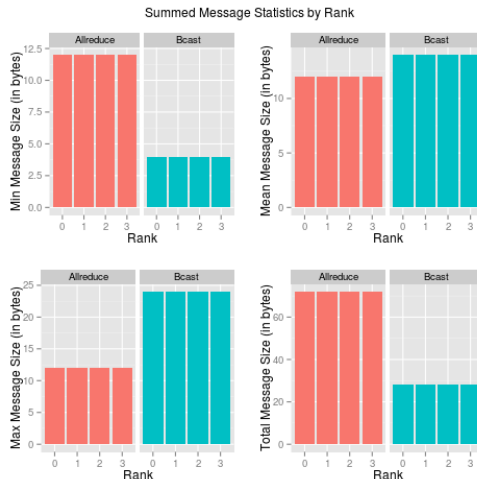 Summed Message Statistics by Rank
Allreduce Bcast
Min Message Size (in bytes)
12.5
10.0
7.5
5.0
2.5
0.0
0 1 2 3 0 1 2 3
Rank
Allreduce Bcast
Mean Message Size (in bytes)
10
5
0
0 1 2 3 0 1 2 3
Rank
Allreduce Bcast
Max Message Size (in bytes)
25
20
15
10
5
0
0 1 2 3 0 1 2 3
Rank
Allreduce Bcast
Total Message Size (in bytes)
60
40
20
0
0 1 2 3 0 1 2 3
Rank